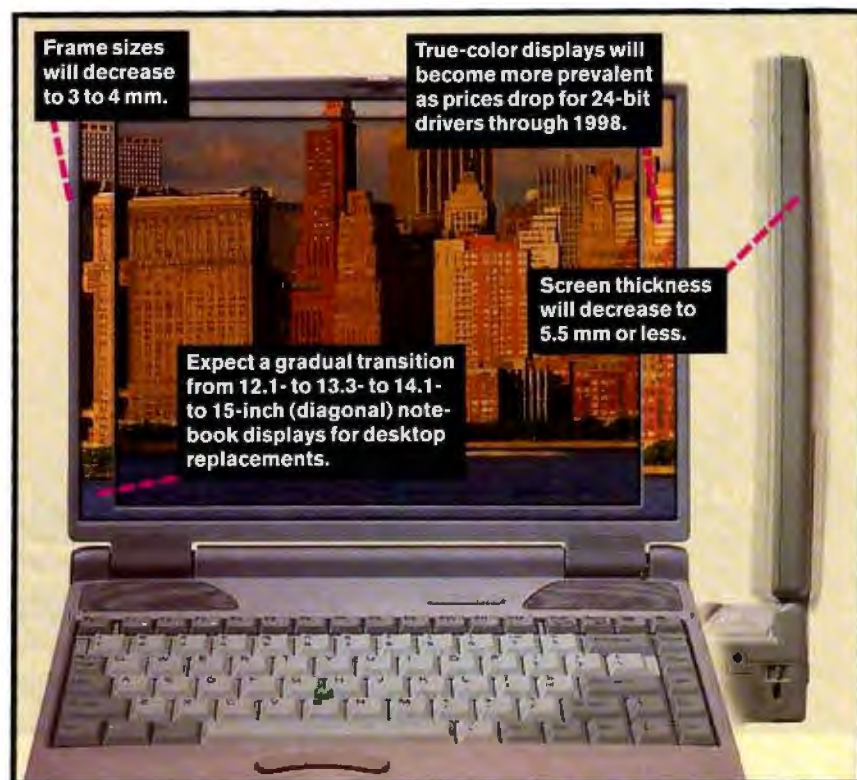 Frame sizes
will decrease
to 3 to 4 mm.
True-color displays will
become more prevalent
as prices drop for 24-bit
drivers through 1998.
Screen thickness
will decrease to
5.5 mm or less.
Expect a gradual transition
from 12.1- to 13.3- to 14.1-
to 15-inch (diagonal) note-
book displays for desktop
replacements.